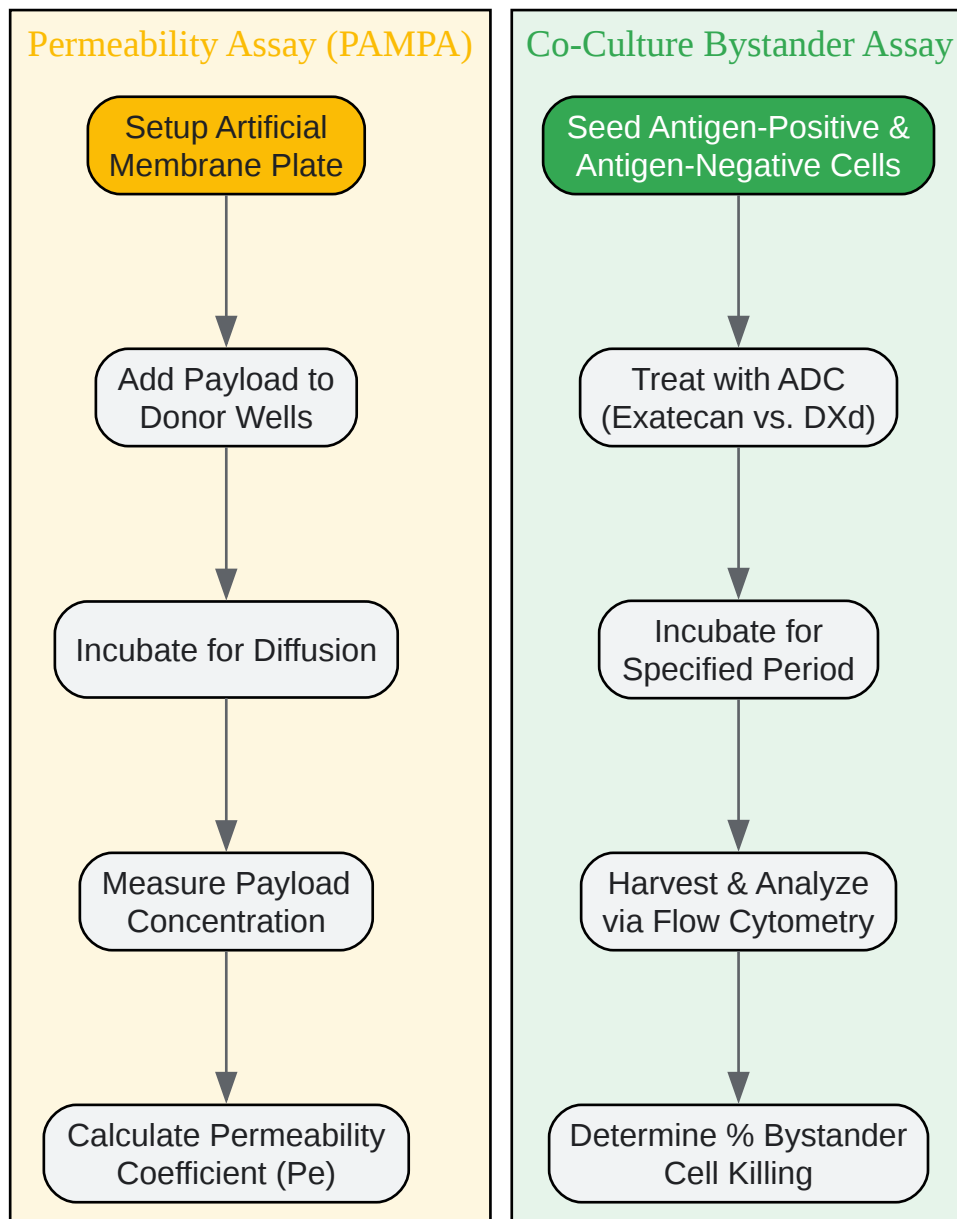 Permeability Assay (PAMPA)
Setup Artificial
Membrane Plate
Add Payload to
Donor Wells
Incubate for Diffusion
Measure Payload
Concentration
Calculate Permeability
Coefficient (Pe)
Co-Culture Bystander Assay
Seed Antigen-Positive &
Antigen-Negative Cells
Treat with ADC
(Exatecan vs. DXd)
Incubate for
Specified Period
Harvest & Analyze
via Flow Cytometry
Determine % Bystander
Cell Killing